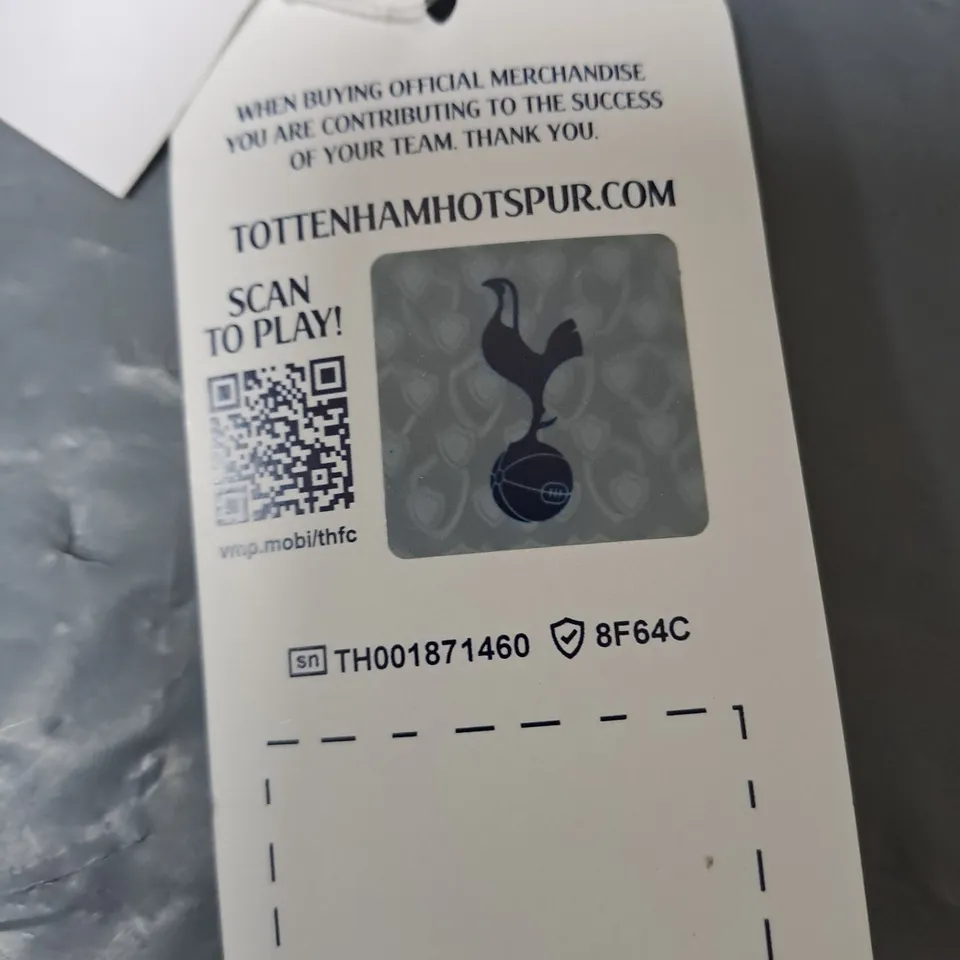 WHEN BUYING OFFICIAL MERCHANDISE
YOU ARE CONTRIBUTING TO THE SUCCESS
OF YOUR TEAM. THANK YOU.
TOTTENHAMHOTSPUR.COM
SCAN
TO PLAY!
vmp.mobi/thfc
sn TH001871460 8F64C